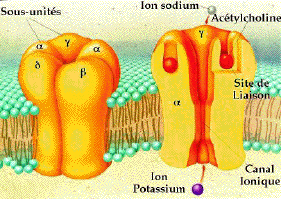 Sous-unités
Ion sodium
Acétylcholine
γ
α
α
δ
β
γ
α
Site de
Liaison
Ion
Potassium
Canal
Ionique